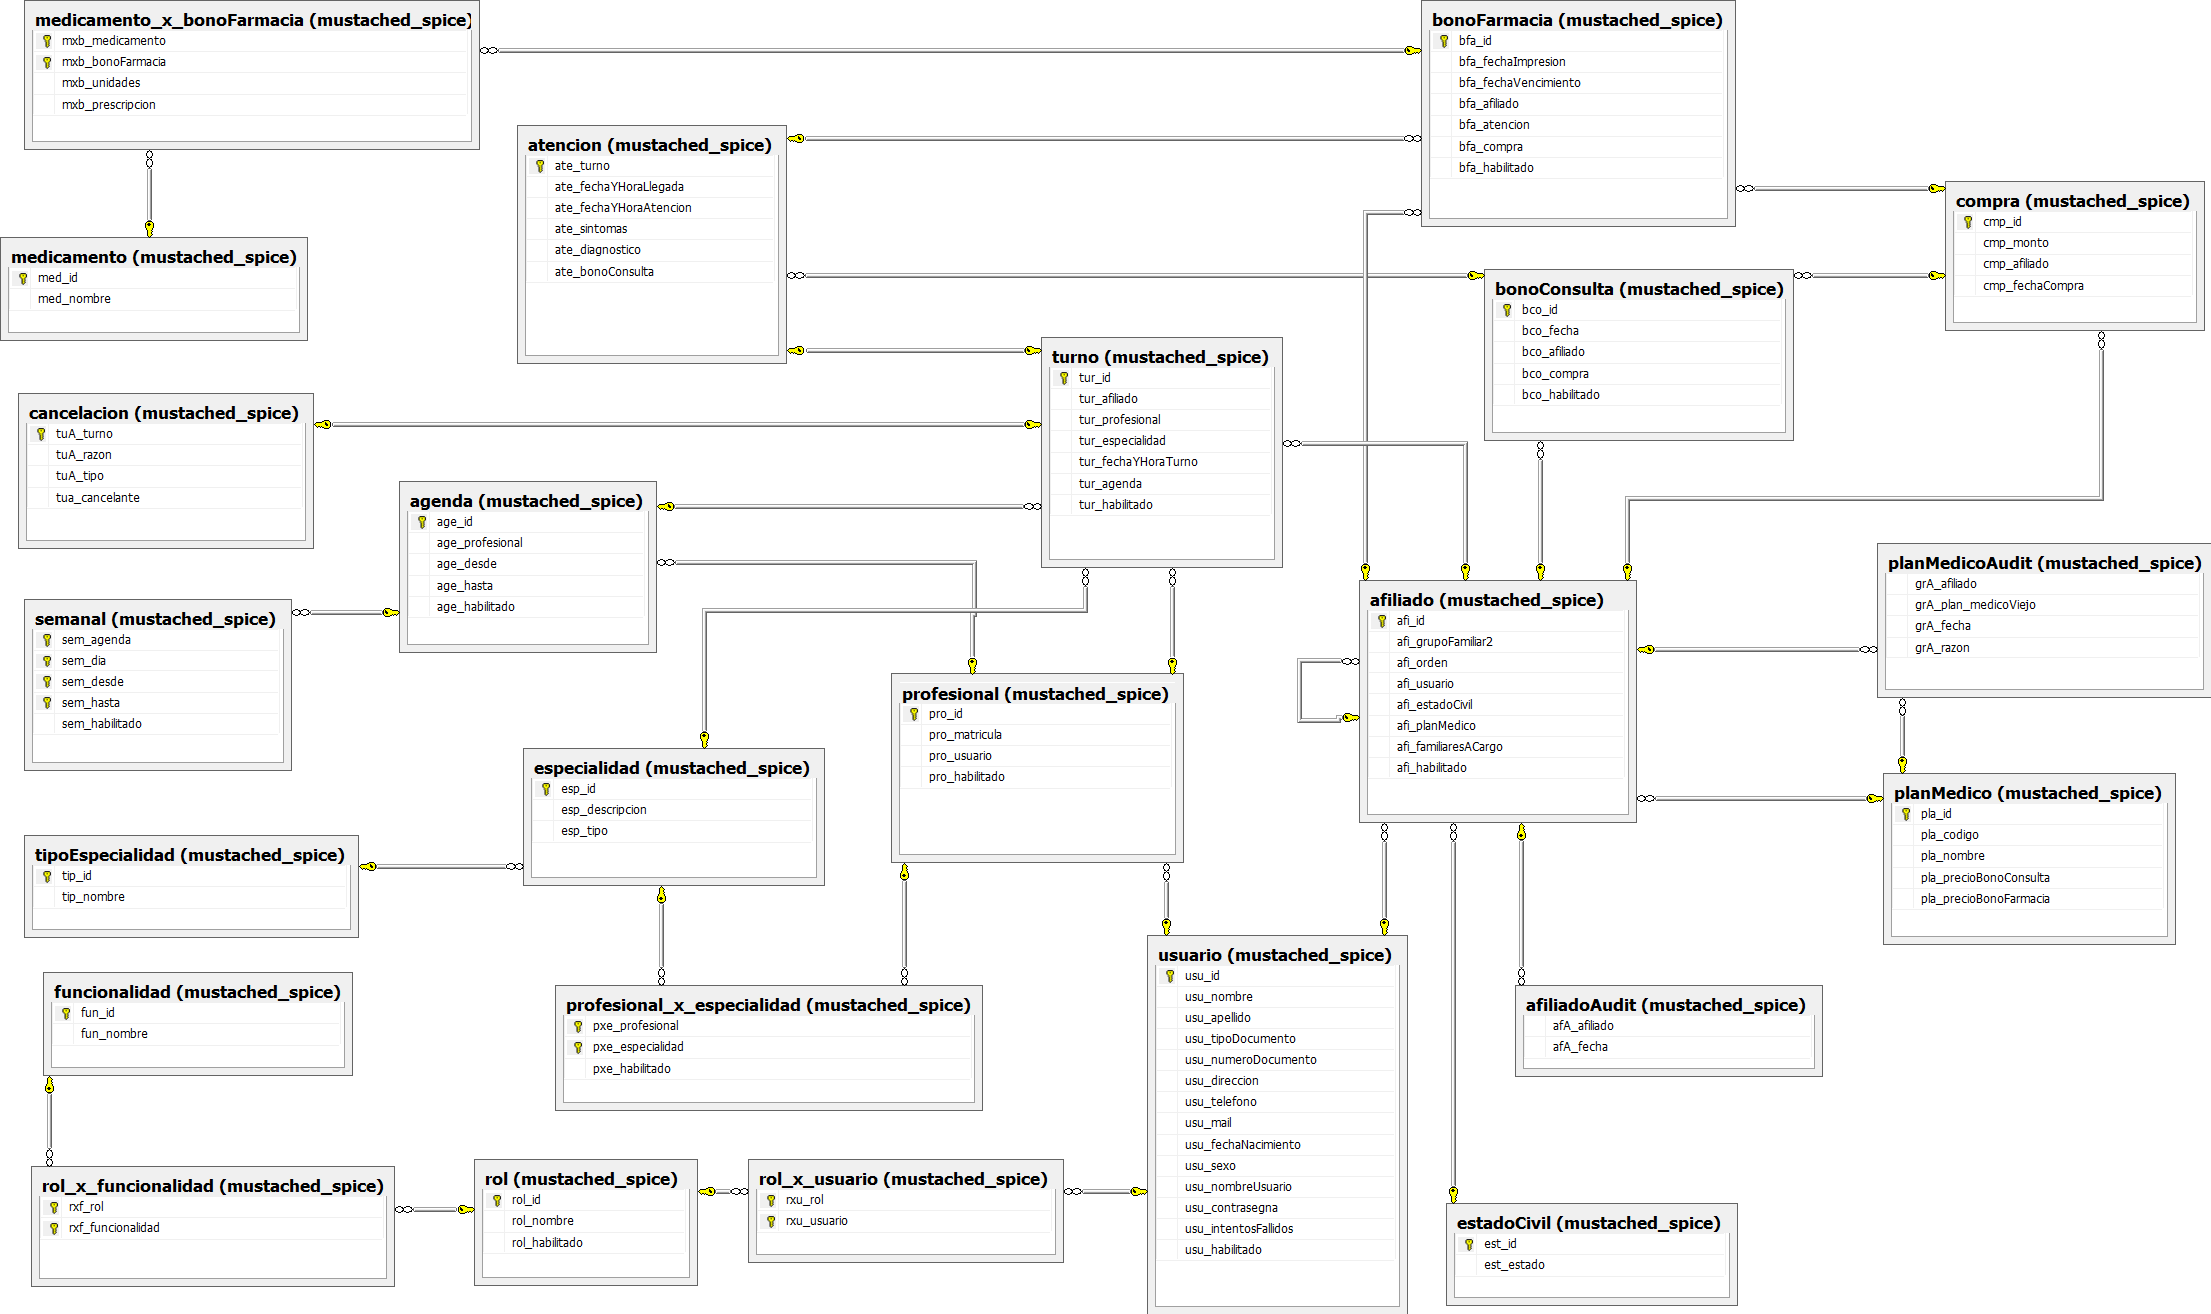 medicamento_x_bonoFarmacia (mustached_spice)
mxb_medicamento
mxb_bonoFarmacia
mxb_unidades
mxb_prescripcion
bonoFarmacia (mustached_spice)
bfa_id
bfa_fechaImpresion
bfa_fechaVencimiento
bfa_afiliado
bfa_atencion
bfa_compra
bfa_habilitado
atencion (mustached_spice)
ate_turno
ate_fechaYHoraLlegada
ate_fechaYHoraAtencion
ate_sintomas
ate_diagnostico
ate_bonoConsulta
compra (mustached_spice)
cmp_id
cmp_monto
cmp_afiliado
cmp_fechaCompra
medicamento (mustached_spice)
med_id
med_nombre
bonoConsulta (mustached_spice)
bco_id
bco_fecha
bco_afiliado
bco_compra
bco_habilitado
turno (mustached_spice)
tur_id
tur_afiliado
tur_profesional
tur_especialidad
tur_fechaYHoraTurno
tur_agenda
tur_habilitado
cancelacion (mustached_spice)
tuA_turno
tuA_razon
tuA_tipo
tua_cancelante
agenda (mustached_spice)
age_id
age_profesional
age_desde
age_hasta
age_habilitado
planMedicoAudit (mustached_spice)
grA_afiliado
grA_plan_medicoViejo
grA_fecha
grA_razon
semanal (mustached_spice)
sem_agenda
sem_dia
sem_desde
sem_hasta
sem_habilitado
afiliado (mustached_spice)
afi_id
afi_grupoFamiliar2
afi_orden
afi_usuario
afi_estadoCivil
afi_planMedico
afi_familiaresACargo
afi_habilitado
profesional (mustached_spice)
pro_id
pro_matricula
pro_usuario
pro_habilitado
especialidad (mustached_spice)
esp_id
esp_descripcion
esp_tipo
planMedico (mustached_spice)
pla_id
pla_codigo
pla_nombre
pla_precioBonoConsulta
pla_precioBonoFarmacia
tipoEspecialidad (mustached_spice)
tip_id
tip_nombre
usuario (mustached_spice)
usu_id
usu_nombre
usu_apellido
usu_tipoDocumento
usu_numeroDocumento
usu_direccion
usu_telefono
usu_mail
usu_fechaNacimiento
usu_sexo
usu_nombreUsuario
usu_contrasegna
usu_intentosFallidos
usu_habilitado
funcionalidad (mustached_spice)
fun_id
fun_nombre
profesional_x_especialidad (mustached_spice)
pxe_profesional
pxe_especialidad
pxe_habilitado
afiliadoAudit (mustached_spice)
afA_afiliado
afA_fecha
rol_x_funcionalidad (mustached_spice)
rxf_rol
rxf_funcionalidad
rol (mustached_spice)
rol_id
rol_nombre
rol_habilitado
rol_x_usuario (mustached_spice)
rxu_rol
rxu_usuario
estadoCivil (mustached_spice)
est_id
est_estado